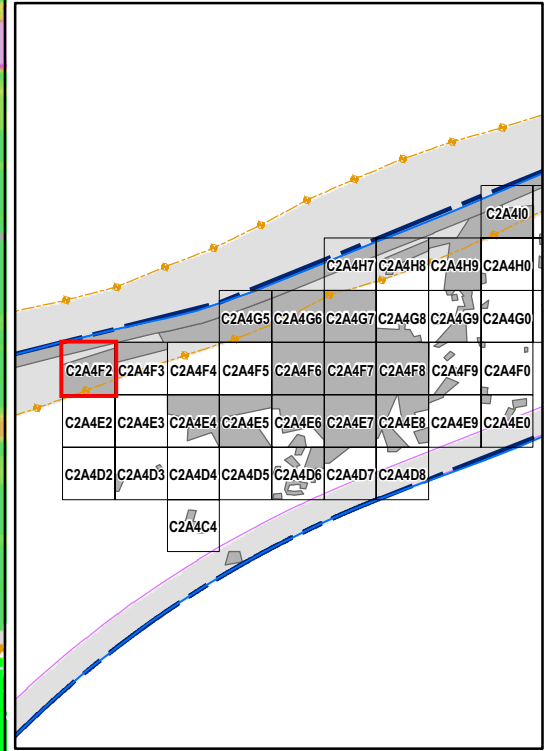 C2A4I0
C2A4H7 C2A4H8 C2A4H9 C2A4H0
C2A4G5 C2A4G6 C2A4G7 C2A4G8 C2A4G9 C2A4G0
C2A4F2 C2A4F3 C2A4F4 C2A4F5 C2A4F6 C2A4F7 C2A4F8 C2A4F9 C2A4F0
C2A4E2 C2A4E3 C2A4E4 C2A4E5 C2A4E6 C2A4E7 C2A4E8 C2A4E9 C2A4E0
C2A4D2 C2A4D3 C2A4D4 C2A4D5 C2A4D6 C2A4D7 C2A4D8
C2A4C4